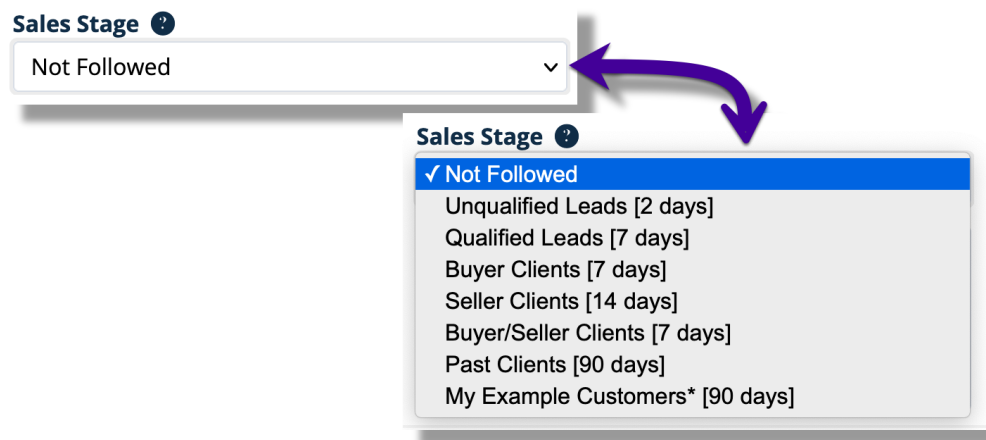 Sales Stage ?
Not Followed
Sales Stage ?
✓ Not Followed
Unqualified Leads [2 days]
Qualified Leads [7 days]
Buyer Clients [7 days]
Seller Clients [14 days]
Buyer/Seller Clients [7 days]
Past Clients [90 days]
My Example Customers* [90 days]